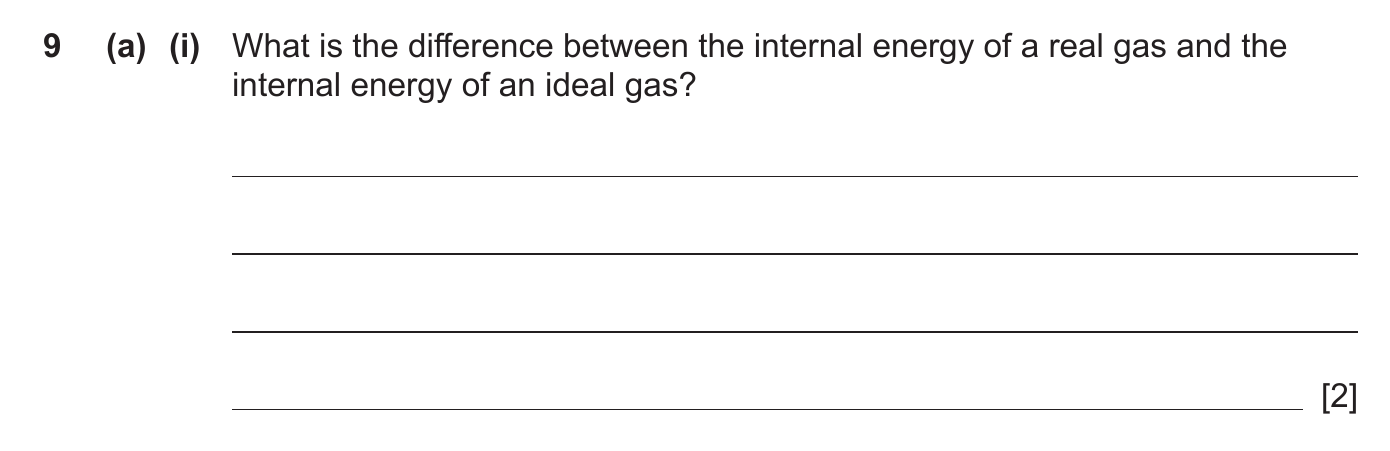 9 (a) (i) What is the difference between the internal energy of a real gas and the
internal energy of an ideal gas?
[2]